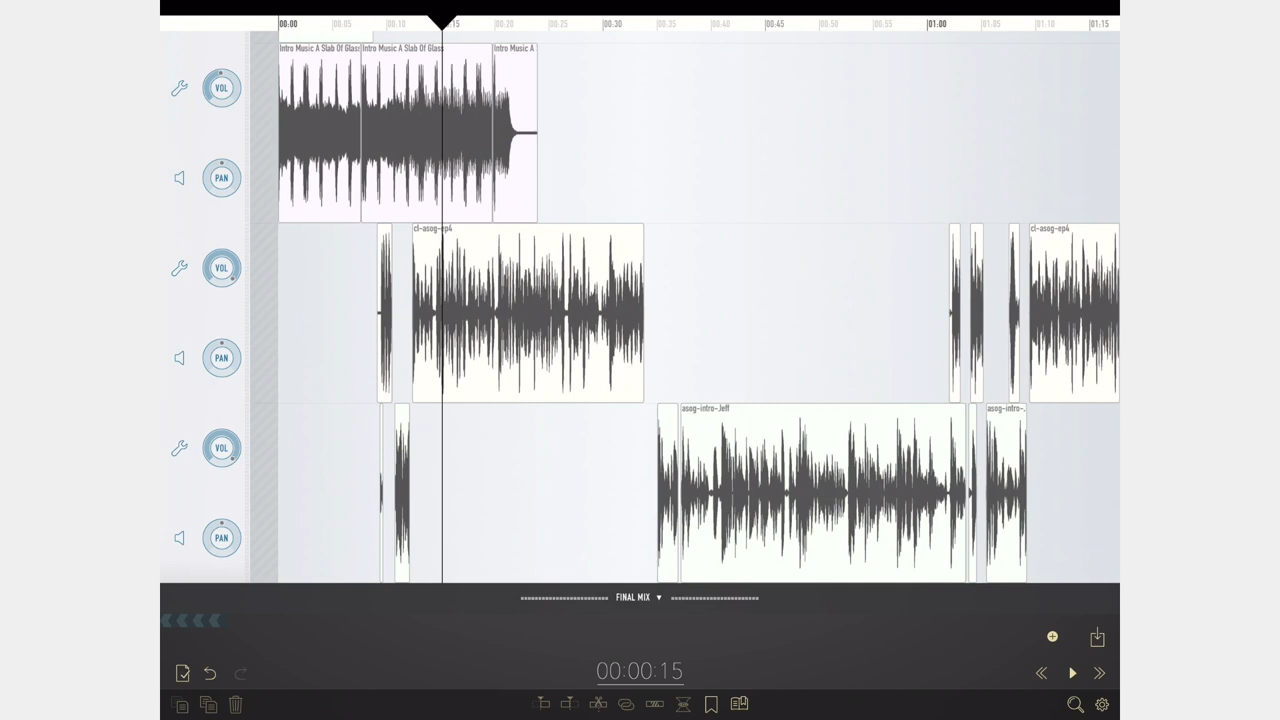 00:00 00:05 00:10 :15 00:20 00:25 00:30 00:35 00:40 00:45 00:50 00:55 01:00 01:05 01:10 01:15
Intro Music A Slab Of Glass Intro Music A Slab Of Glass Intro Music A
VOL
PAN
cl-asog-ep4 cl-asog-ep4
VOL
PAN
asog-intro-Jeff asog-intro-.
VOL
PAN
FINAL MIX
00:00:15